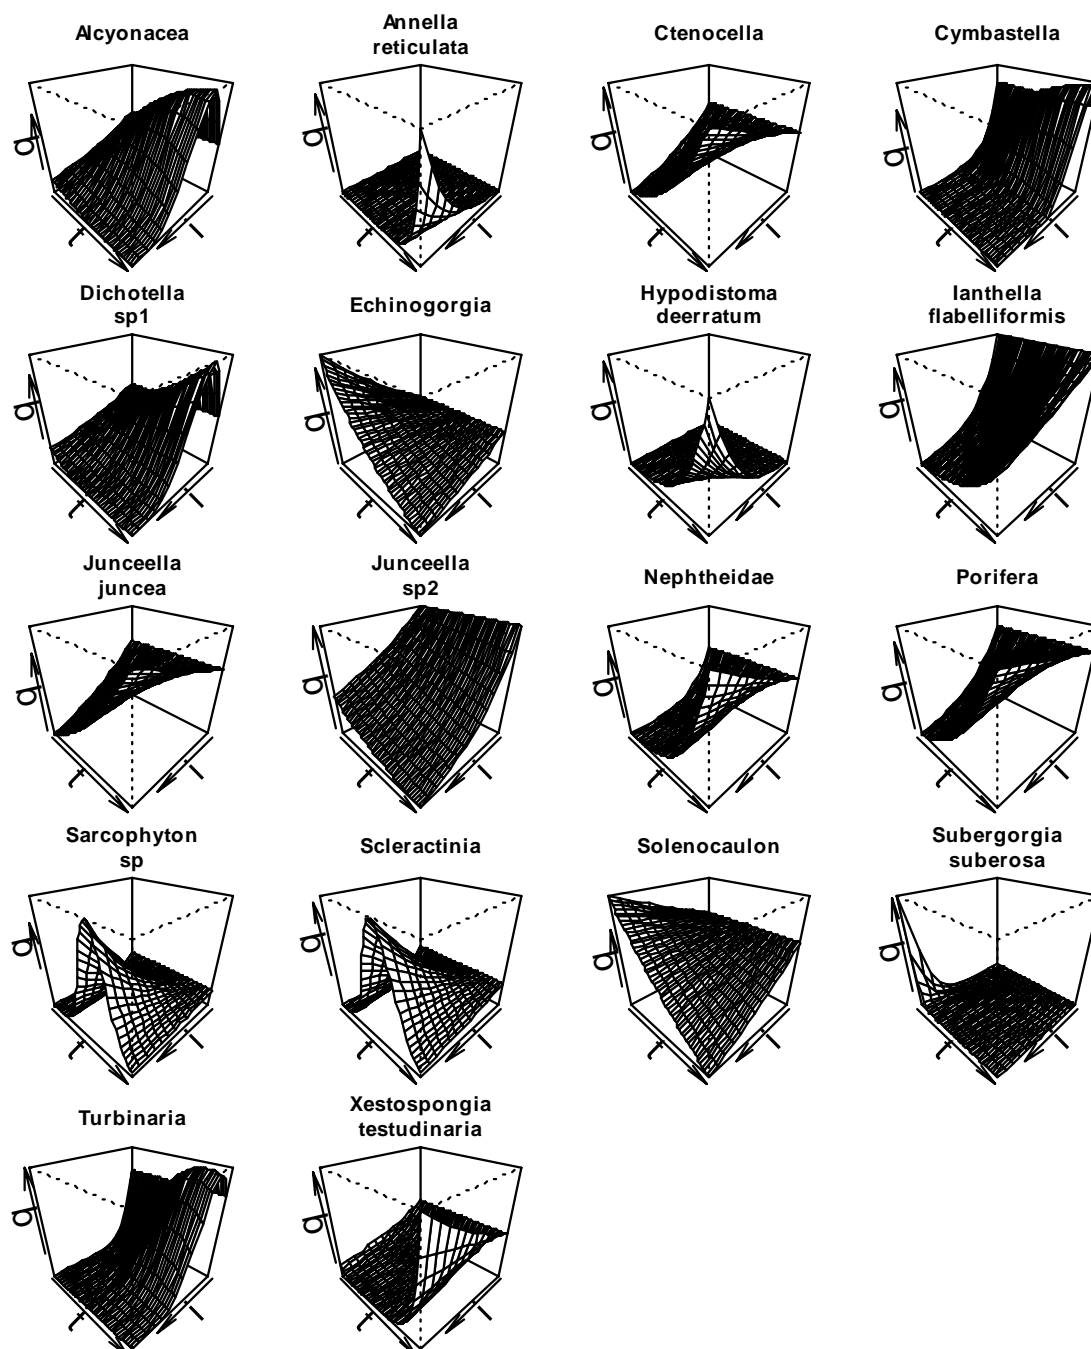 Alcyonacea
Annella
reticulata
Ctenocella
Cymbastella
q
t
l
q
t
l
q
t
l
q
t
l
Dichotella
sp1
Echinogorgia
Hypodistoma
deerratum
Ianthella
flabelliformis
q
t
l
q
t
l
q
t
l
q
t
l
Junceella
juncea
Junceella
sp2
Nephtheidae
Porifera
q
t
l
q
t
l
q
t
l
q
t
l
Sarcophyton
sp
Scleractinia
Solenocaulon
Subergorgia
suberosa
q
t
l
q
t
l
q
t
l
q
t
l
Turbinaria
Xestospongia
testudinaria
q
t
l
q
t
l